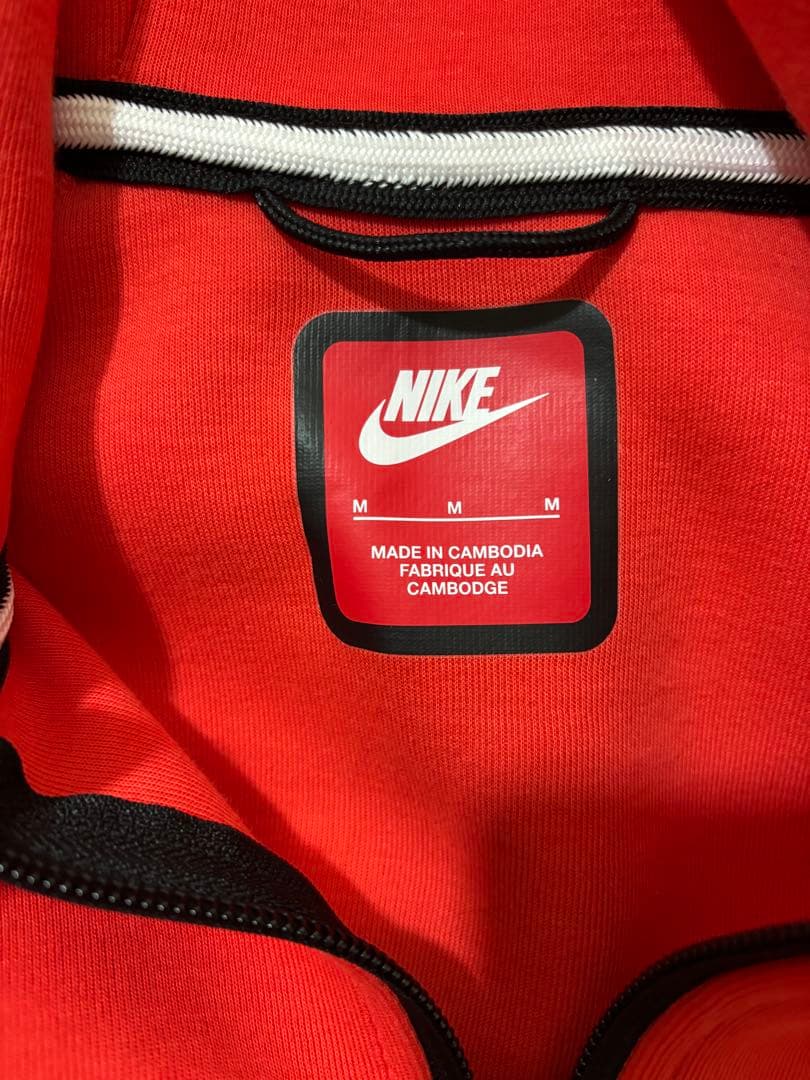 NIKE
M M M
MADE IN CAMBODIA
FABRIQUE AU
CAMBODGE